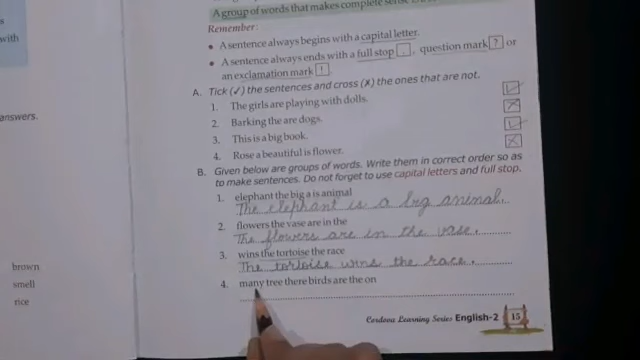 s
with
answers.
brown
smell
rice
A group of words that makes complete sense is
Remember:
• A sentence always begins with a capital letter.
• A sentence always ends with a full stop . , question mark ? or
an exclamation mark !
A. Tick (✓) the sentences and cross (✗) the ones that are not.
1. The girls are playing with dolls. ✓
2. Barking the are dogs. ✗
3. This is a big book. ✓
4. Rose a beautiful is flower. ✗
B. Given below are groups of words. Write them in correct order so as
to make sentences. Do not forget to use capital letters and full stop.
1. elephant the big a is animal
The elephant is a big animal.
2. flowers the vase are in the
The flowers are in the vase.
3. wins the tortoise the race
The tortoise wins the race.
4. many tree there birds are the on
Cordova Learning Series English-2 15